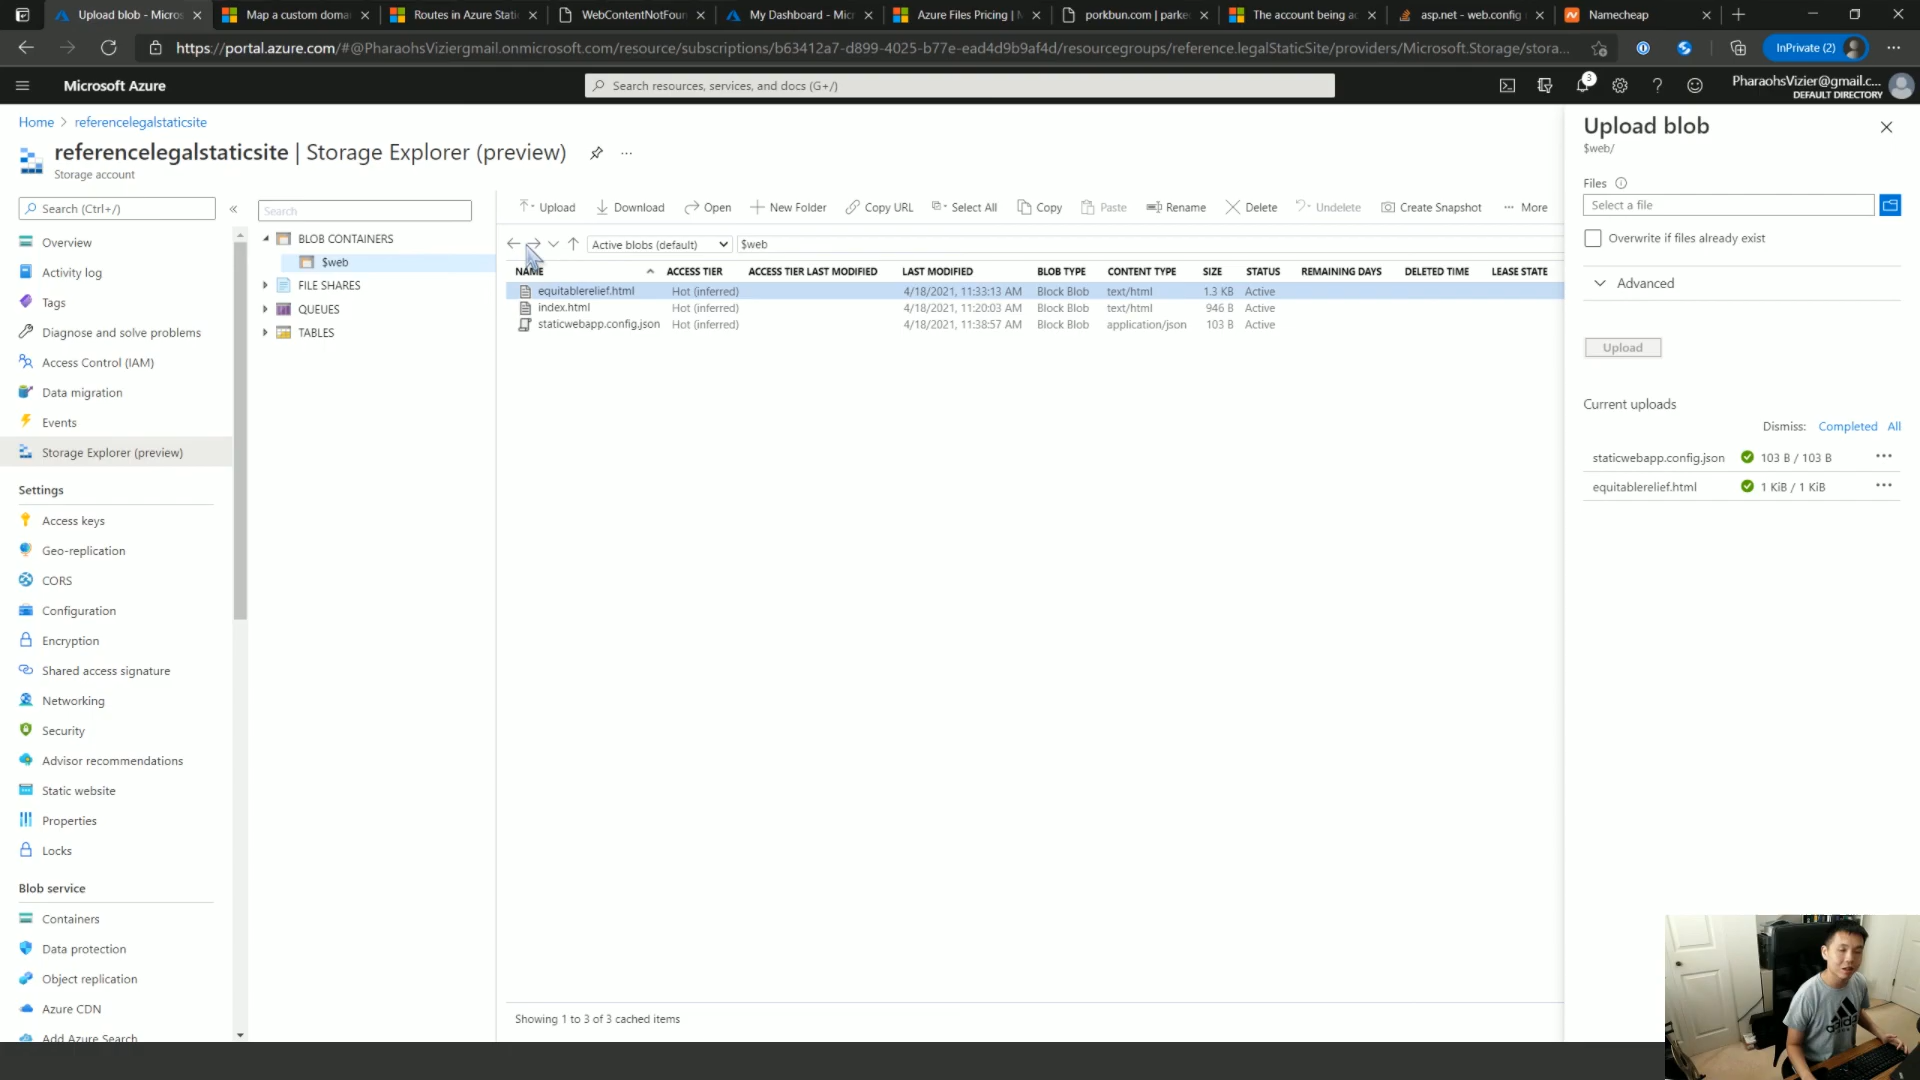 Upload blob - Micros
Map a custom doma
Routes in Azure Stati
WebContentNotFoun
My Dashboard - Micr
Azure Files Pricing | M
porkbun.com | parke
The account being ac
asp.net - web.config
Namecheap
https://portal.azure.com/#@PharaohsViziergmail.onmicrosoft.com/resource/subscriptions/b63412a7-d899-4025-b77e-ead4d9b9af4d/resourcegroups/reference.legalStaticSite/providers/Microsoft.Storage/stora...
InPrivate (2)
Microsoft Azure
Search resources, services, and docs (G+/)
3
PharaohsVizier@gmail.c...
DEFAULT DIRECTORY
Home > referencelegalstaticsite
referencelegalstaticsite | Storage Explorer (preview)
Storage account
Search (Ctrl+/)
Overview
Activity log
Tags
Diagnose and solve problems
Access Control (IAM)
Data migration
Events
Storage Explorer (preview)
Settings
Access keys
Geo-replication
CORS
Configuration
Encryption
Shared access signature
Networking
Security
Advisor recommendations
Static website
Properties
Locks
Blob service
Containers
Data protection
Object replication
Azure CDN
Add Azure Search
Search
BLOB CONTAINERS
$web
FILE SHARES
QUEUES
TABLES
Upload Download Open New Folder Copy URL Select All Copy Paste Rename Delete Undelete Create Snapshot More
Active blobs (default) $web
NAME ACCESS TIER ACCESS TIER LAST MODIFIED LAST MODIFIED BLOB TYPE CONTENT TYPE SIZE STATUS REMAINING DAYS DELETED TIME LEASE STATE
equitablerelief.html Hot (inferred) 4/18/2021, 11:33:13 AM Block Blob text/html 1.3 KB Active
index.html Hot (inferred) 4/18/2021, 11:20:03 AM Block Blob text/html 946 B Active
staticwebapp.config.json Hot (inferred) 4/18/2021, 11:38:57 AM Block Blob application/json 103 B Active
Showing 1 to 3 of 3 cached items
Upload blob
$web/
Files
Select a file
Overwrite if files already exist
Advanced
Upload
Current uploads
Dismiss: Completed All
staticwebapp.config.json 103 B / 103 B
equitablerelief.html 1 KiB / 1 KiB